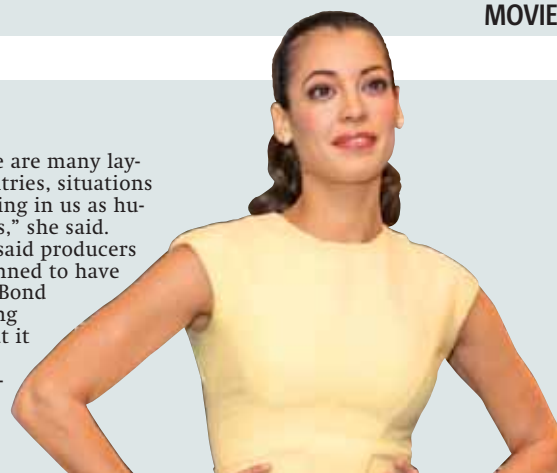 MOVIE
e are many lay-
tries, situations
ing in us as hu-
s,” she said.
said producers
nned to have
Bond
ng
t it
-